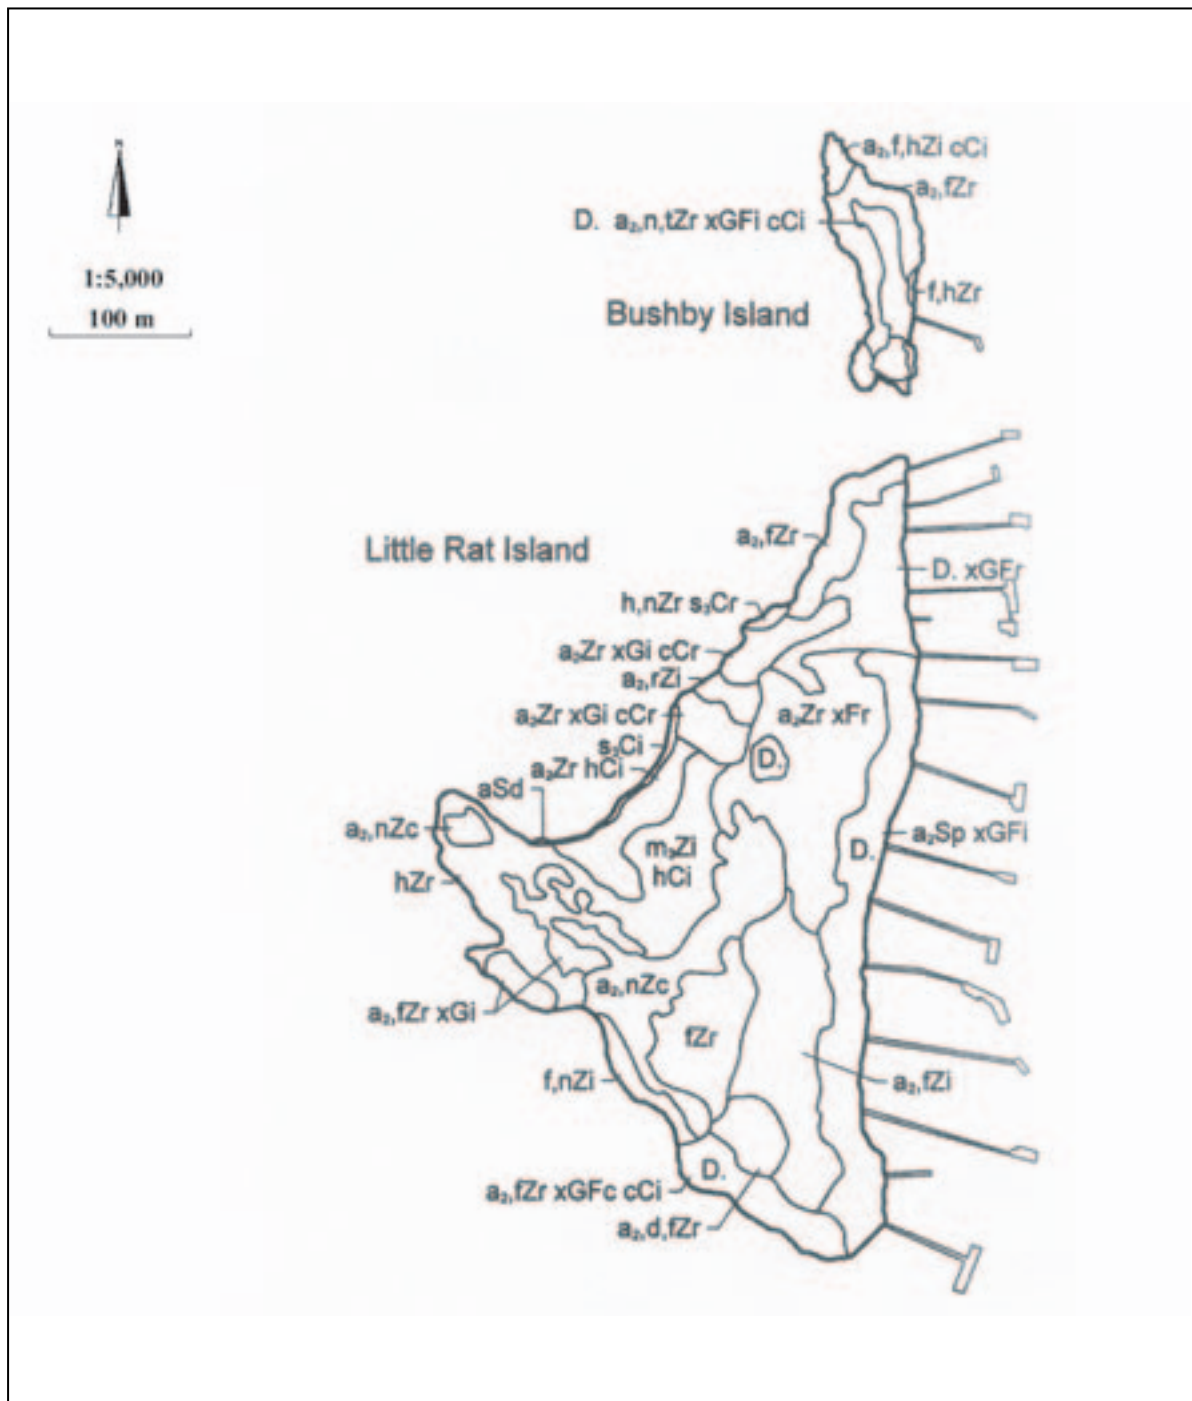 N
1:5,000
100 m
a₂,f,hZi cCi
a₂,fZr
D. a₂,n,tZr xGFi cCi
f,hZr
Bushby Island
Little Rat Island
a₂,fZr
D. xGFr
h,nZr s₃Cr
a₂Zr xGi cCr
a₂,rZi
a₂Zr xGi cCr
a₂Zr xFr
s₃Ci
D.
a₂Zr hCi
aSd
a₂,nZc
m₃Zi
hCi
D.
a₂Sp xGFi
hZr
a₂,nZc
a₂,fZr xGi
fZr
f,nZi
a₂,fZi
D.
a₂,fZr xGFc cCi
a₂,d,fZr